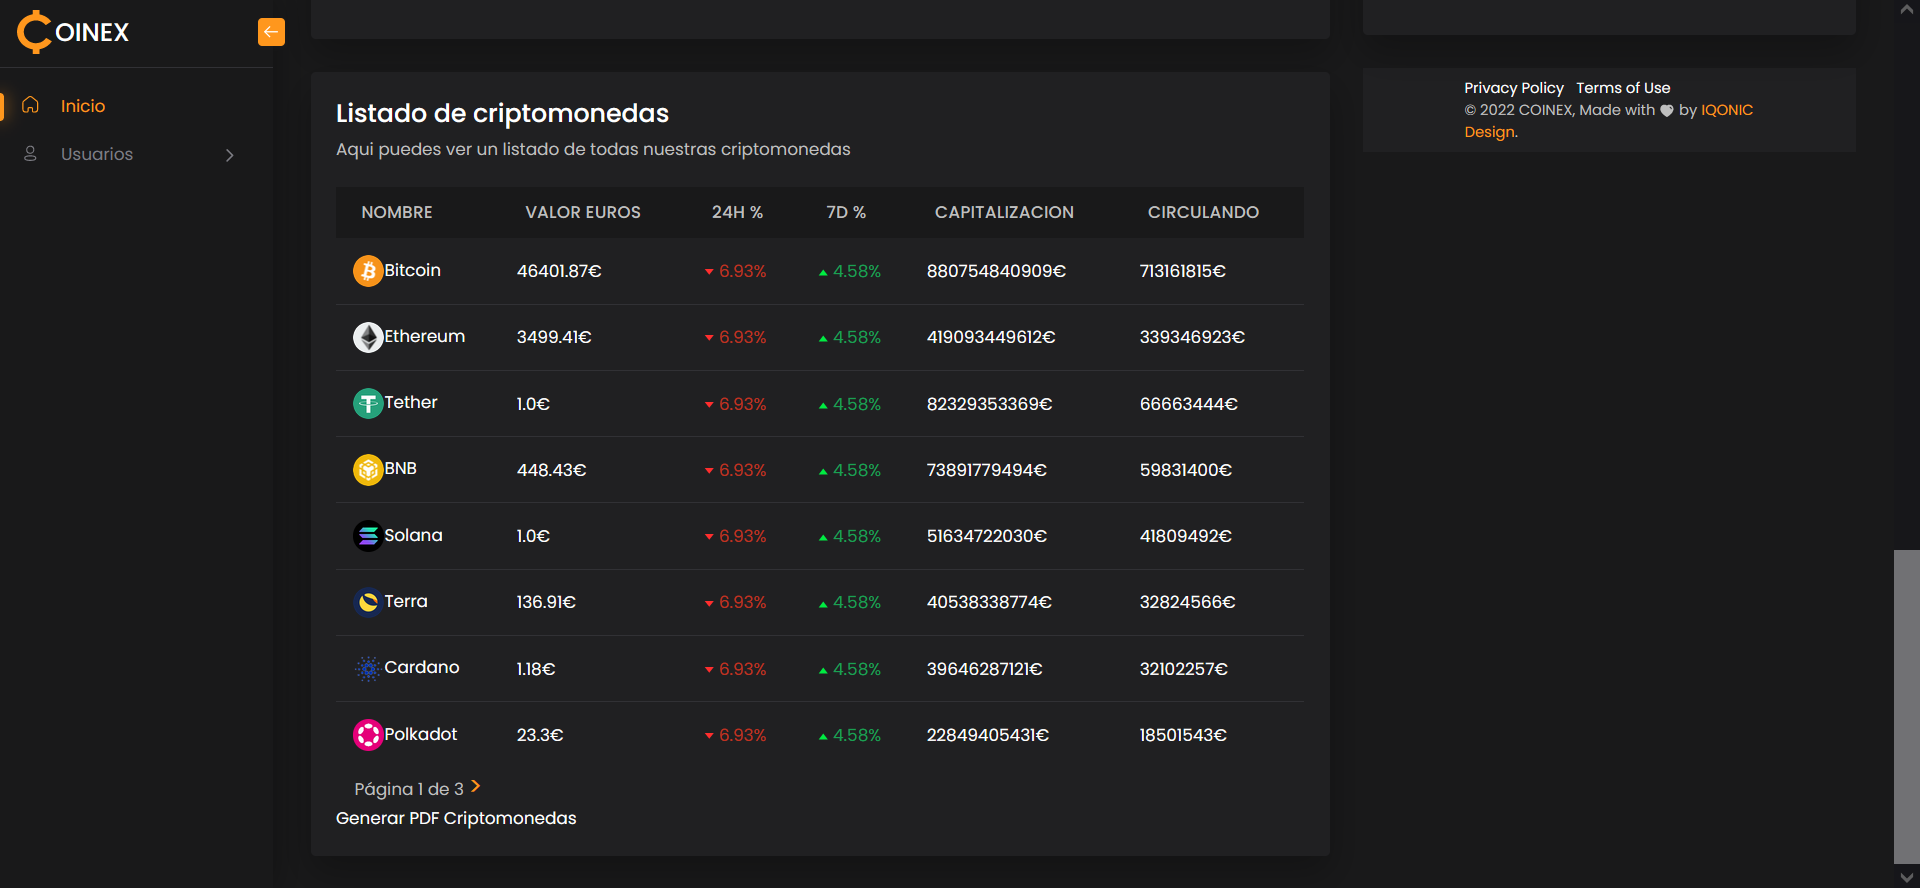 COINEX
Inicio
Usuarios
Listado de criptomonedas
Aqui puedes ver un listado de todas nuestras criptomonedas
NOMBRE VALOR EUROS 24H % 7D % CAPITALIZACION CIRCULANDO
Bitcoin 46401.87€ 6.93% 4.58% 880754840909€ 713161815€
Ethereum 3499.41€ 6.93% 4.58% 419093449612€ 339346923€
Tether 1.0€ 6.93% 4.58% 82329353369€ 66663444€
BNB 448.43€ 6.93% 4.58% 73891779494€ 59831400€
Solana 1.0€ 6.93% 4.58% 51634722030€ 41809492€
Terra 136.91€ 6.93% 4.58% 40538338774€ 32824566€
Cardano 1.18€ 6.93% 4.58% 39646287121€ 32102257€
Polkadot 23.3€ 6.93% 4.58% 22849405431€ 18501543€
Página 1 de 3
Generar PDF Criptomonedas
Privacy Policy Terms of Use
© 2022 COINEX, Made with by IQONIC
Design.